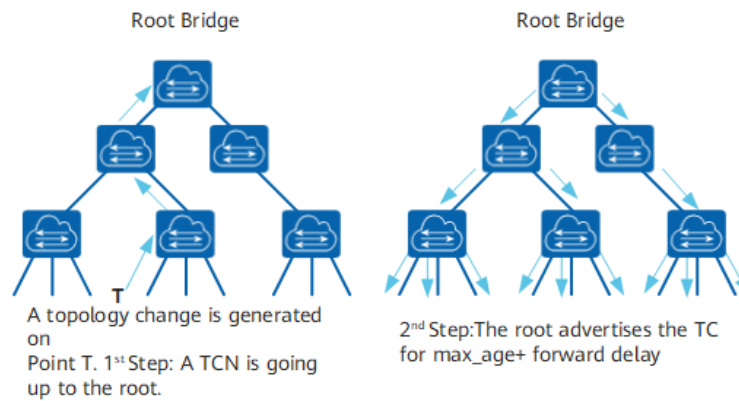 Root Bridge
T
A topology change is generated
on
Point T. 1st Step: A TCN is going
up to the root.
Root Bridge
2nd Step:The root advertises the TC
for max_age+ forward delay